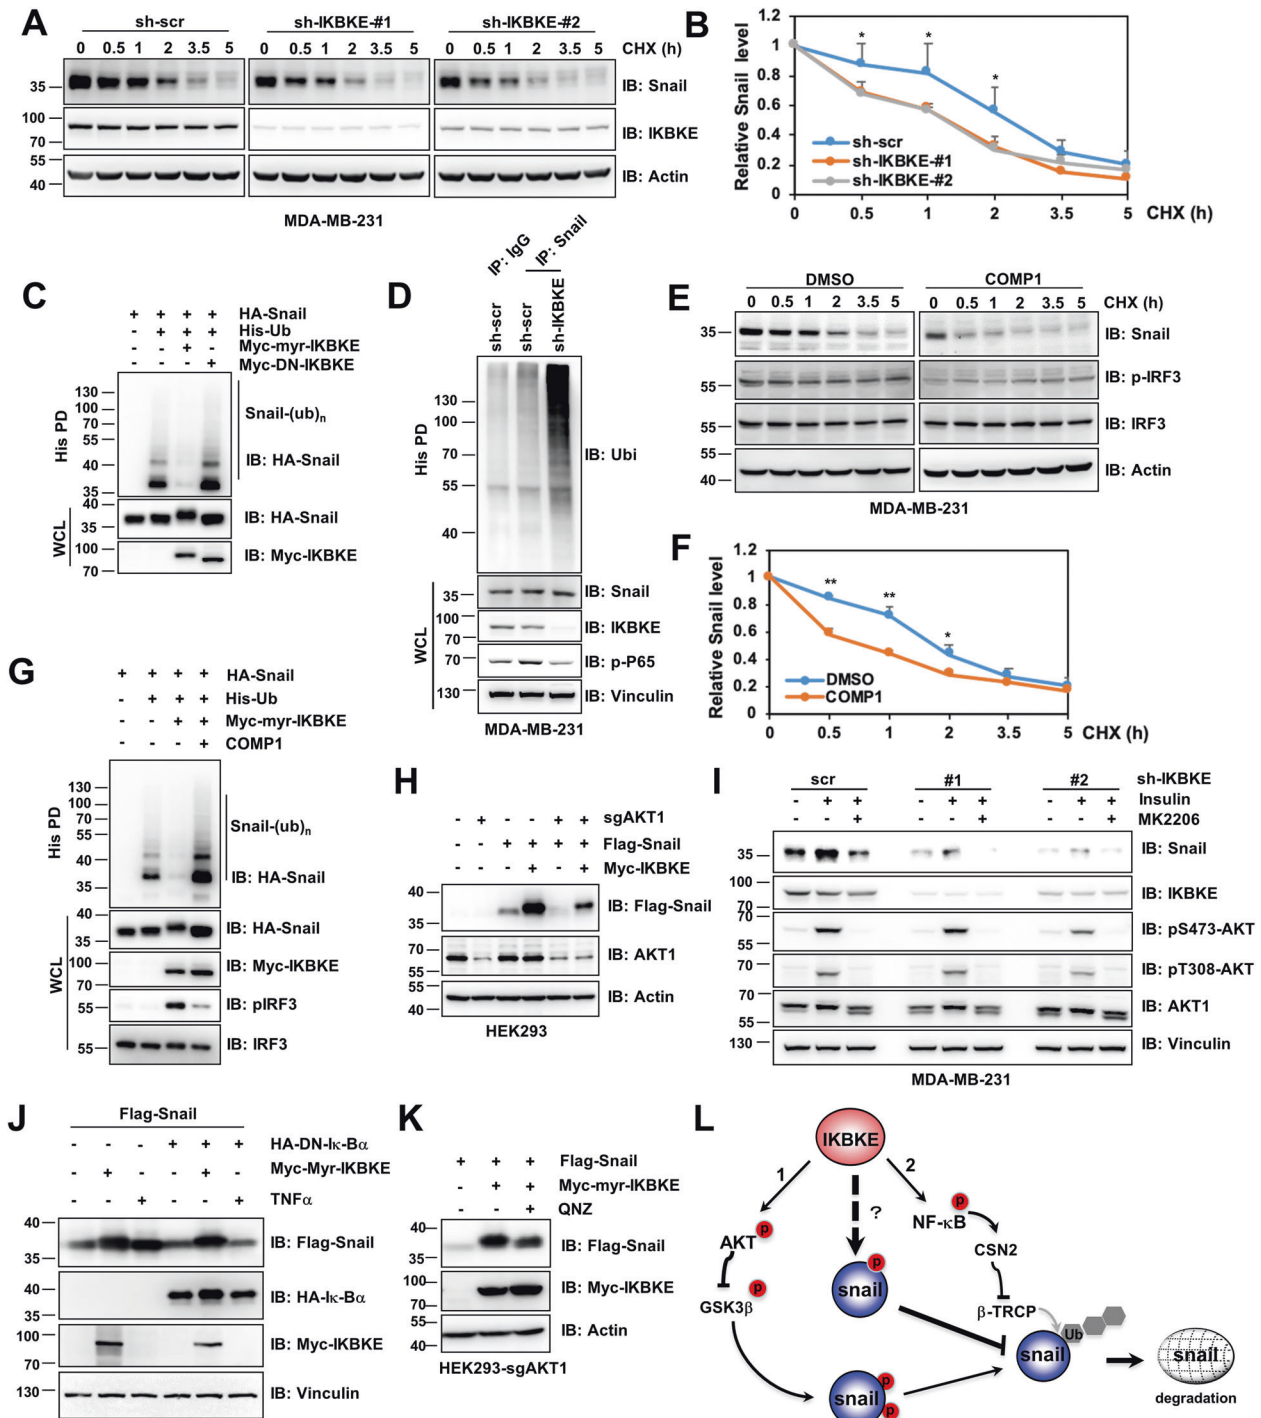 A
sh-scr sh-IKBKE-#1 sh-IKBKE-#2
0 0.5 1 2 3.5 5 0 0.5 1 2 3.5 5 0 0.5 1 2 3.5 5 CHX (h)
35 IB: Snail
100
70 IB: IKBKE
55
40 IB: Actin
MDA-MB-231
B
Relative Snail level
1.2
1
0.8
0.6
0.4
0.2
0
* * *
sh-scr
sh-IKBKE-#1
sh-IKBKE-#2
0 0.5 1 2 3.5 5 CHX (h)
C
+ + + + HA-Snail
- + + + His-Ub
- - + - Myc-myr-IKBKE
- - - + Myc-DN-IKBKE
His PD
130
100
70
55
40
35
Snail-(ub)n
IB: HA-Snail
WCL
40
35
IB: HA-Snail
100
70
IB: Myc-IKBKE
D
IP: IgG
IP: Snail
sh-scr
sh-scr
sh-IKBKE
His PD
130
100
70
55
40
IB: Ubi
WCL
35 IB: Snail
100
70 IB: IKBKE
70 IB: p-P65
130 IB: Vinculin
MDA-MB-231
E
DMSO COMP1
0 0.5 1 2 3.5 5 0 0.5 1 2 3.5 5 CHX (h)
35 IB: Snail
55 IB: p-IRF3
55 IB: IRF3
55
40 IB: Actin
MDA-MB-231
F
Relative Snail level
1.2
1
0.8
0.6
0.4
0.2
0
** ** *
DMSO
COMP1
0 0.5 1 2 3.5 5 CHX (h)
G
+ + + + HA-Snail
- + + + His-Ub
- - + + Myc-myr-IKBKE
- - - + COMP1
His PD
130
100
70
55
40
35
Snail-(ub)n
IB: HA-Snail
WCL
40
35
IB: HA-Snail
100
70
IB: Myc-IKBKE
55 IB: pIRF3
55 IB: IRF3
H
- + - - + + sgAKT1
- - + + + + Flag-Snail
- - - + - + Myc-IKBKE
40
35
IB: Flag-Snail
70
55
IB: AKT1
55
40
IB: Actin
HEK293
I
scr #1 #2 sh-IKBKE
- + + - + + - + + Insulin
- - + - - + - - + MK2206
35 IB: Snail
100
70 IB: IKBKE
70
55 IB: pS473-AKT
70
55 IB: pT308-AKT
70
55 IB: AKT1
130 IB: Vinculin
MDA-MB-231
J
Flag-Snail
- - - + + + HA-DN-Iκ-Bα
- + - - + - Myc-Myr-IKBKE
- - + - - + TNFα
40
35
IB: Flag-Snail
40
35
IB: HA-Iκ-Bα
100
70
IB: Myc-IKBKE
130 IB: Vinculin
K
+ + + Flag-Snail
- + + Myc-myr-IKBKE
- - + QNZ
40
35
IB: Flag-Snail
100
70
IB: Myc-IKBKE
55
40
IB: Actin
HEK293-sgAKT1
L
IKBKE
1 2
?
p
NF-κB
AKT p
CSN2
p
snail
p
GSK3β
β-TRCP
Ub
snail
snail
degradation
snail
p
p